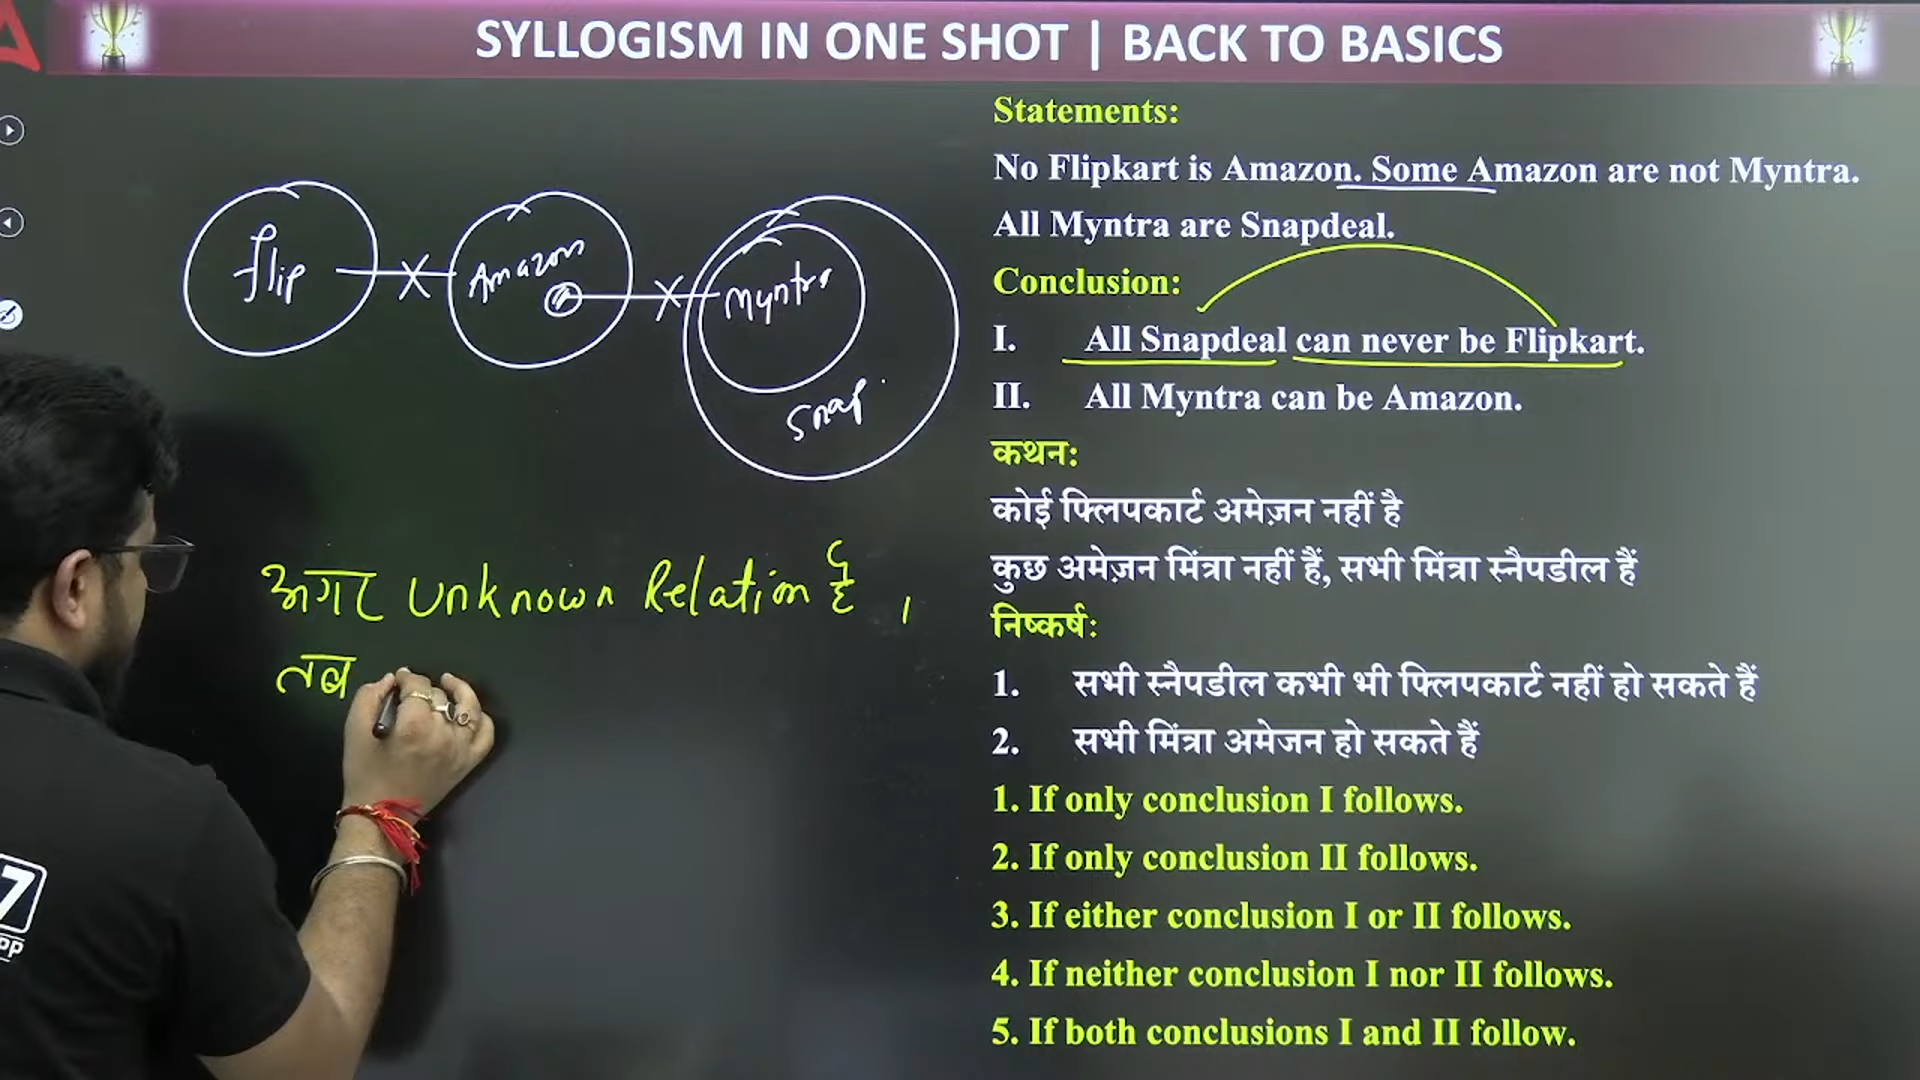 SYLLOGISM IN ONE SHOT | BACK TO BASICS
Statements:
No Flipkart is Amazon. Some Amazon are not Myntra.
All Myntra are Snapdeal.
Conclusion:
I. All Snapdeal can never be Flipkart.
II. All Myntra can be Amazon.
कथन:
कोई फ्लिपकार्ट अमेज़न नहीं है
कुछ अमेज़न मिंत्रा नहीं हैं, सभी मिंत्रा स्नैपडील हैं
निष्कर्ष:
1. सभी स्नैपडील कभी भी फ्लिपकार्ट नहीं हो सकते हैं
2. सभी मिंत्रा अमेजन हो सकते हैं
1. If only conclusion I follows.
2. If only conclusion II follows.
3. If either conclusion I or II follows.
4. If neither conclusion I nor II follows.
5. If both conclusions I and II follow.
flip
Amazon
Myntra
Snap
अगर Unknown Relation है,
तब
7
PP